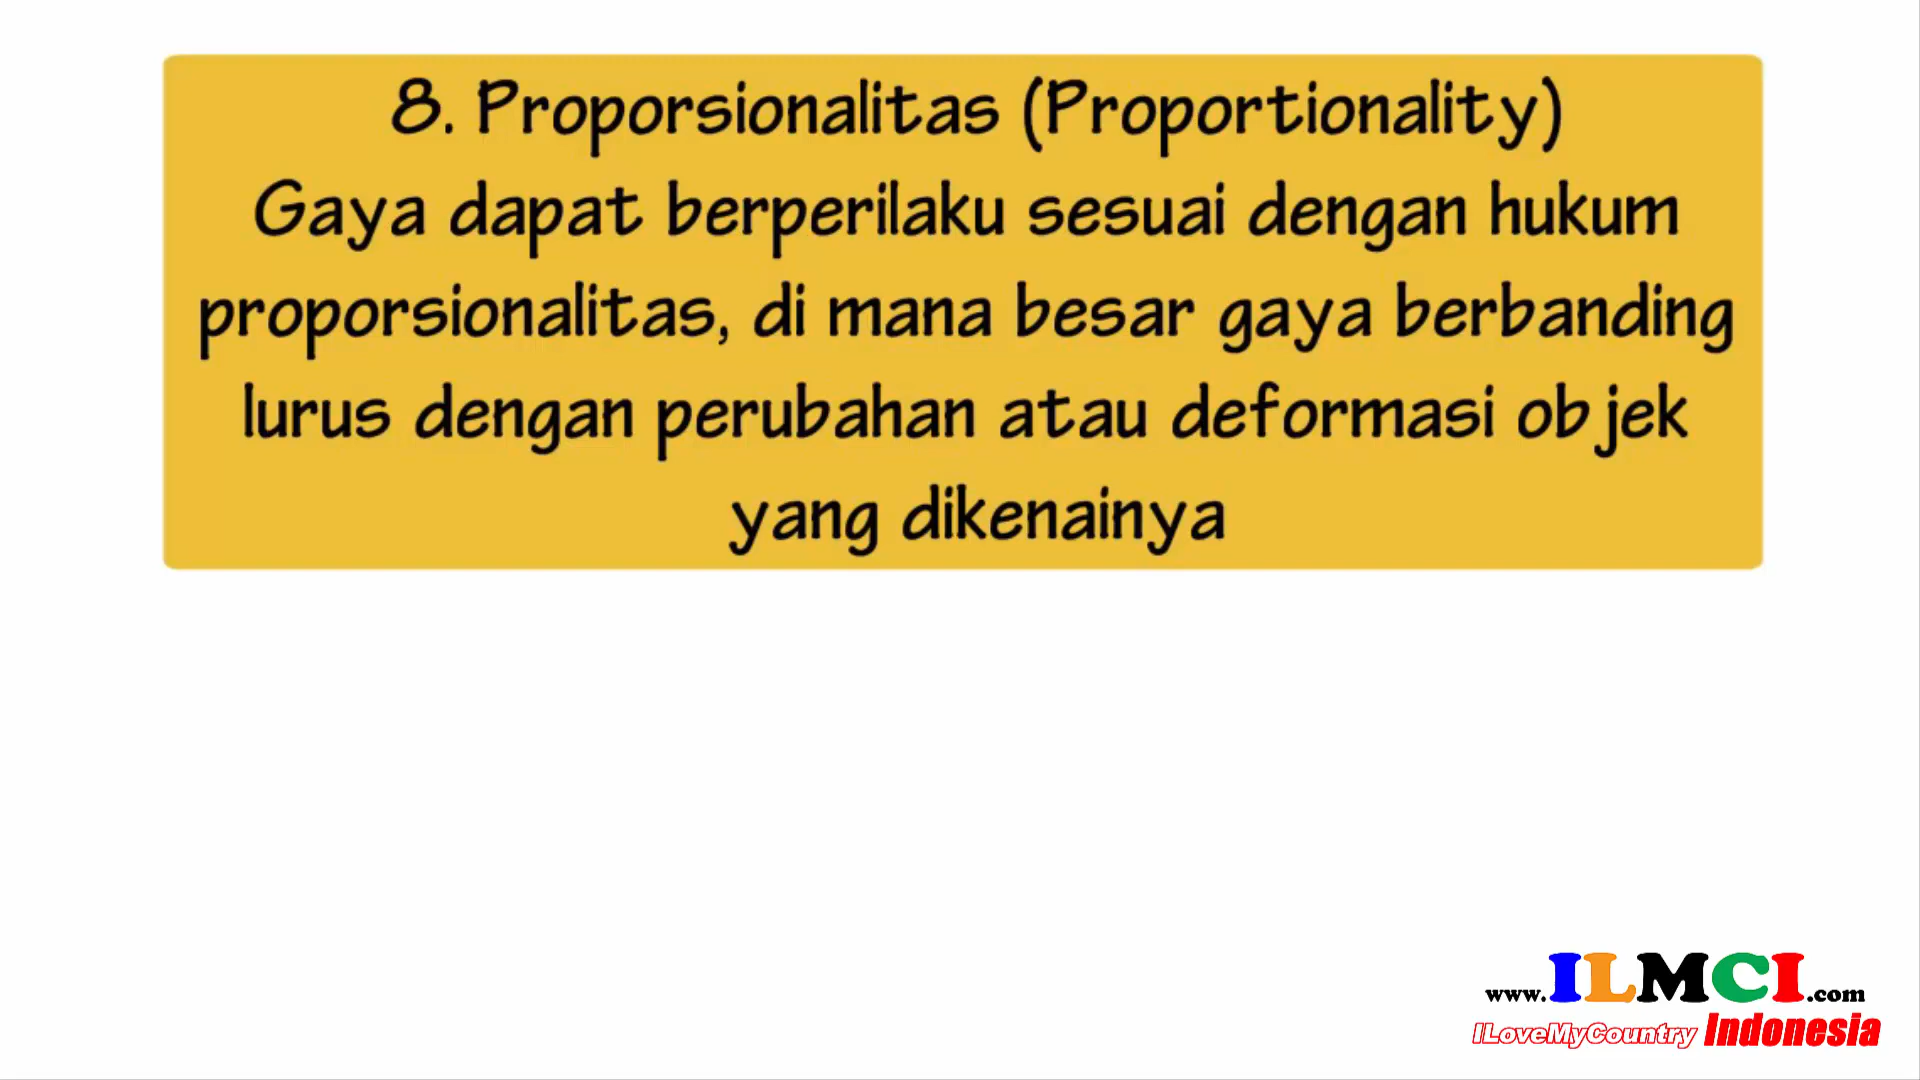 8. Proporsionalitas (Proportionality)
Gaya dapat berperilaku sesuai dengan hukum
proporsionalitas, di mana besar gaya berbanding
lurus dengan perubahan atau deformasi objek
yang dikenainya
www.ILMCI.com
ILoveMyCountry Indonesia